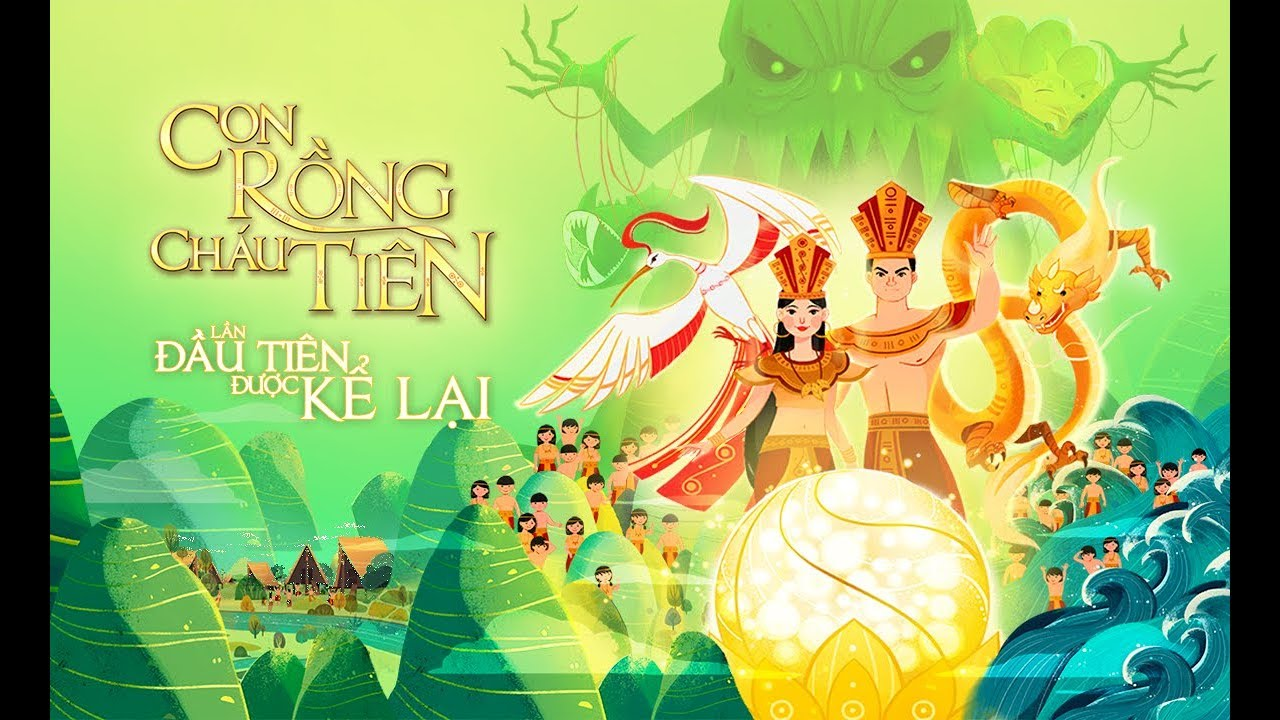 CON
RỒNG
CHÁU TIÊN
LẦN
ĐẦU TIÊN
ĐƯỢC KỂ LẠI